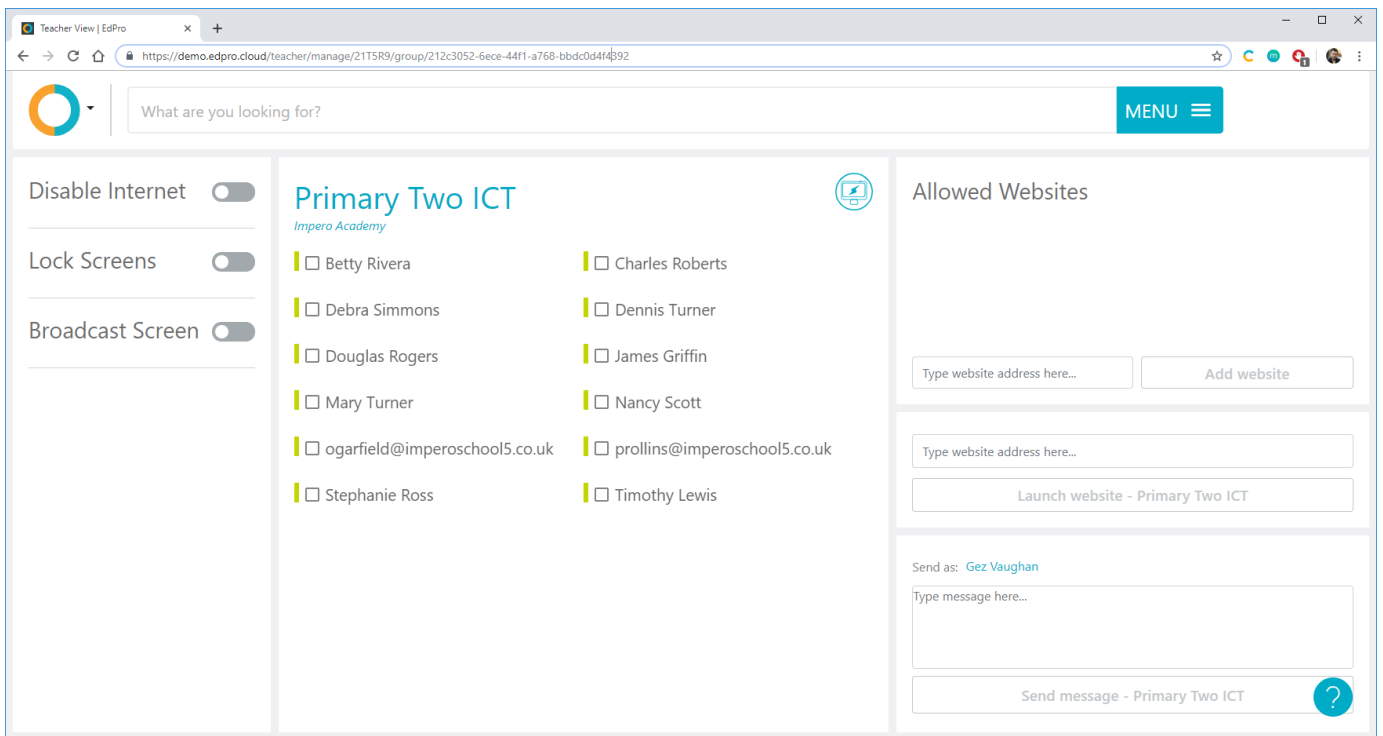 Teacher View | EdPro
https://demo.edpro.cloud/teacher/manage/21T5R9/group/212c3052-6ece-44f1-a768-bbdc0d4f4392
C
m
1
What are you looking for?
MENU
Disable Internet
Lock Screens
Broadcast Screen
Primary Two ICT
Impero Academy
Betty Rivera
Charles Roberts
Debra Simmons
Dennis Turner
Douglas Rogers
James Griffin
Mary Turner
Nancy Scott
ogarfield@imperoschool5.co.uk
prollins@imperoschool5.co.uk
Stephanie Ross
Timothy Lewis
Allowed Websites
Type website address here...
Add website
Type website address here...
Launch website - Primary Two ICT
Send as: Gez Vaughan
Type message here...
Send message - Primary Two ICT
?